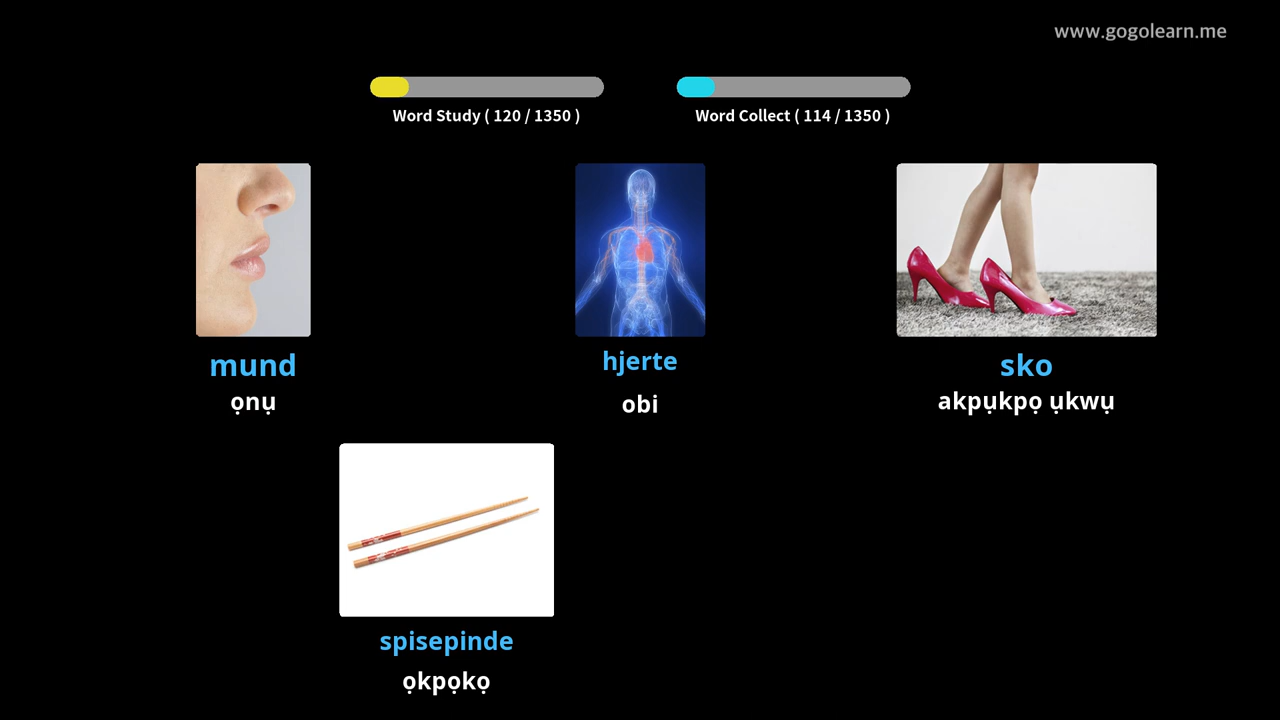 www.gogolearn.me
Word Study ( 120 / 1350 )
Word Collect ( 114 / 1350 )
mund
ọnụ
hjerte
obi
sko
akpụkpọ ụkwụ
spisepinde
ọkpọkọ